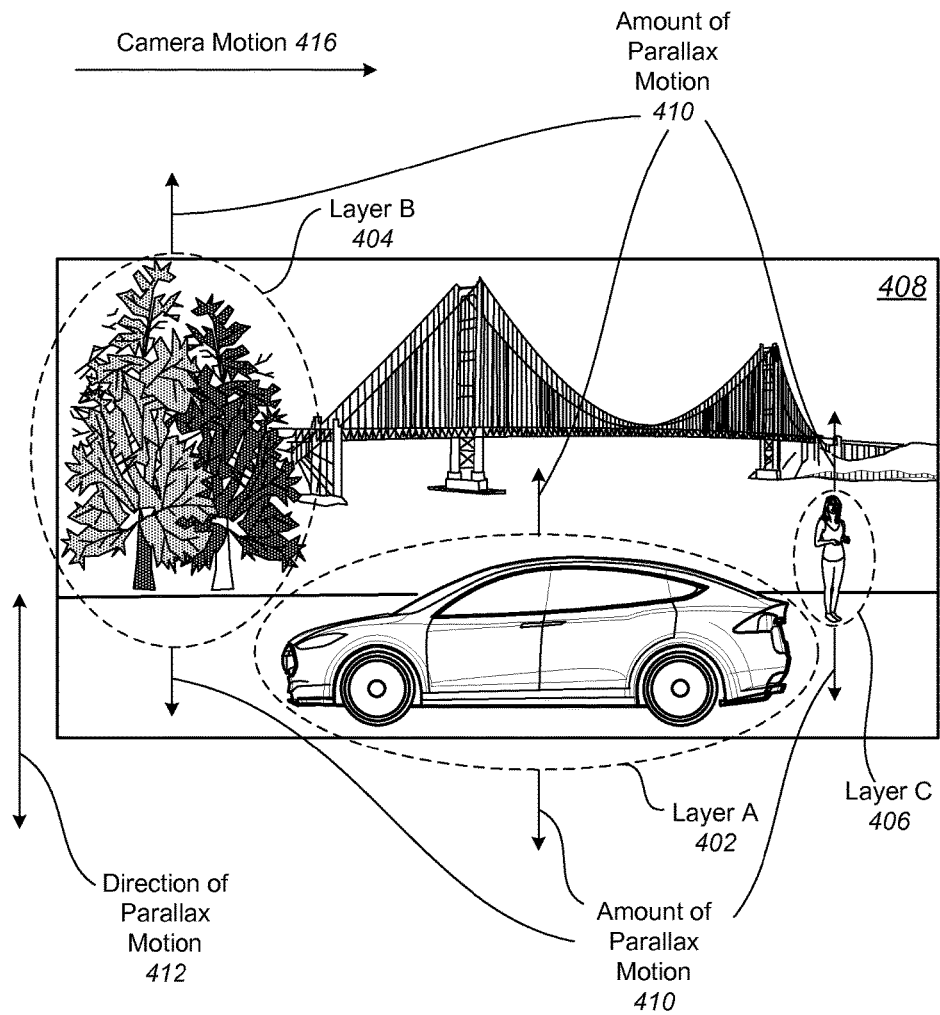 Camera Motion 416
Amount of
Parallax
Motion
410
Layer B
404
408
Layer C
406
Layer A
402
Direction of
Parallax
Motion
412
Amount of
Parallax
Motion
410